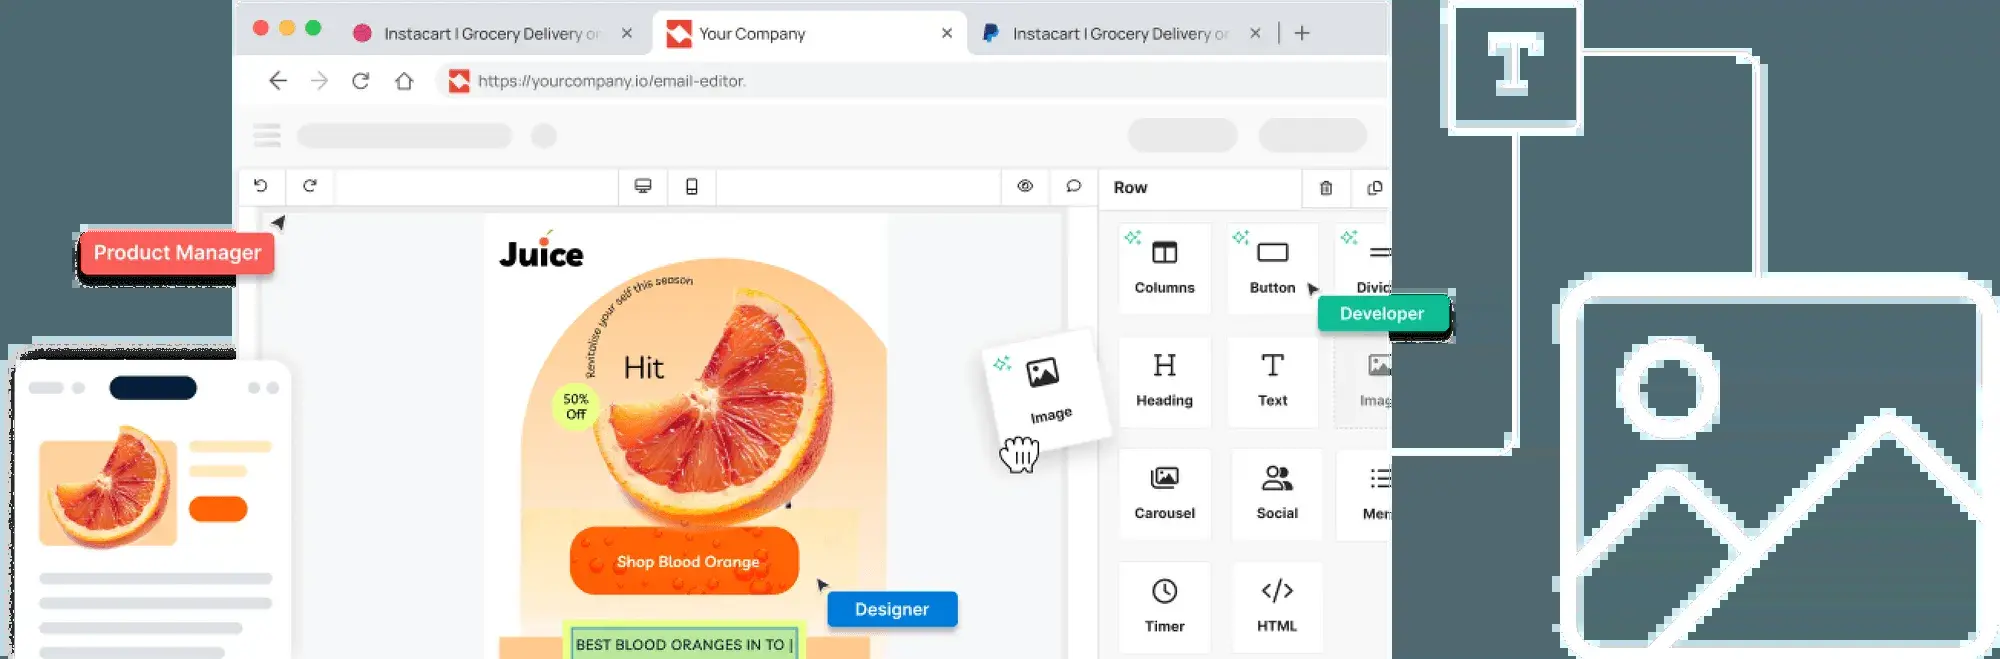 Instacart | Grocery Delivery or
Your Company
Instacart | Grocery Delivery or
https://yourcompany.io/email-editor.
Row
Product Manager
Juice
Revitalise your self this season
Hit
50%
Off
Shop Blood Orange
Designer
BEST BLOOD ORANGES IN TO
Image
Columns
Button
Divid
Developer
Heading
Text
Imag
Carousel
Social
Men
Timer
HTML
T